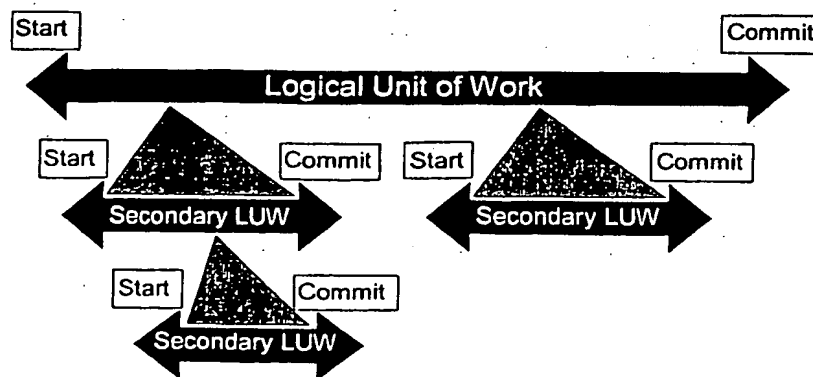 Start
Commit
Logical Unit of Work
Start
Commit
Start
Commit
Secondary LUW
Secondary LUW
Start
Commit
Secondary LUW